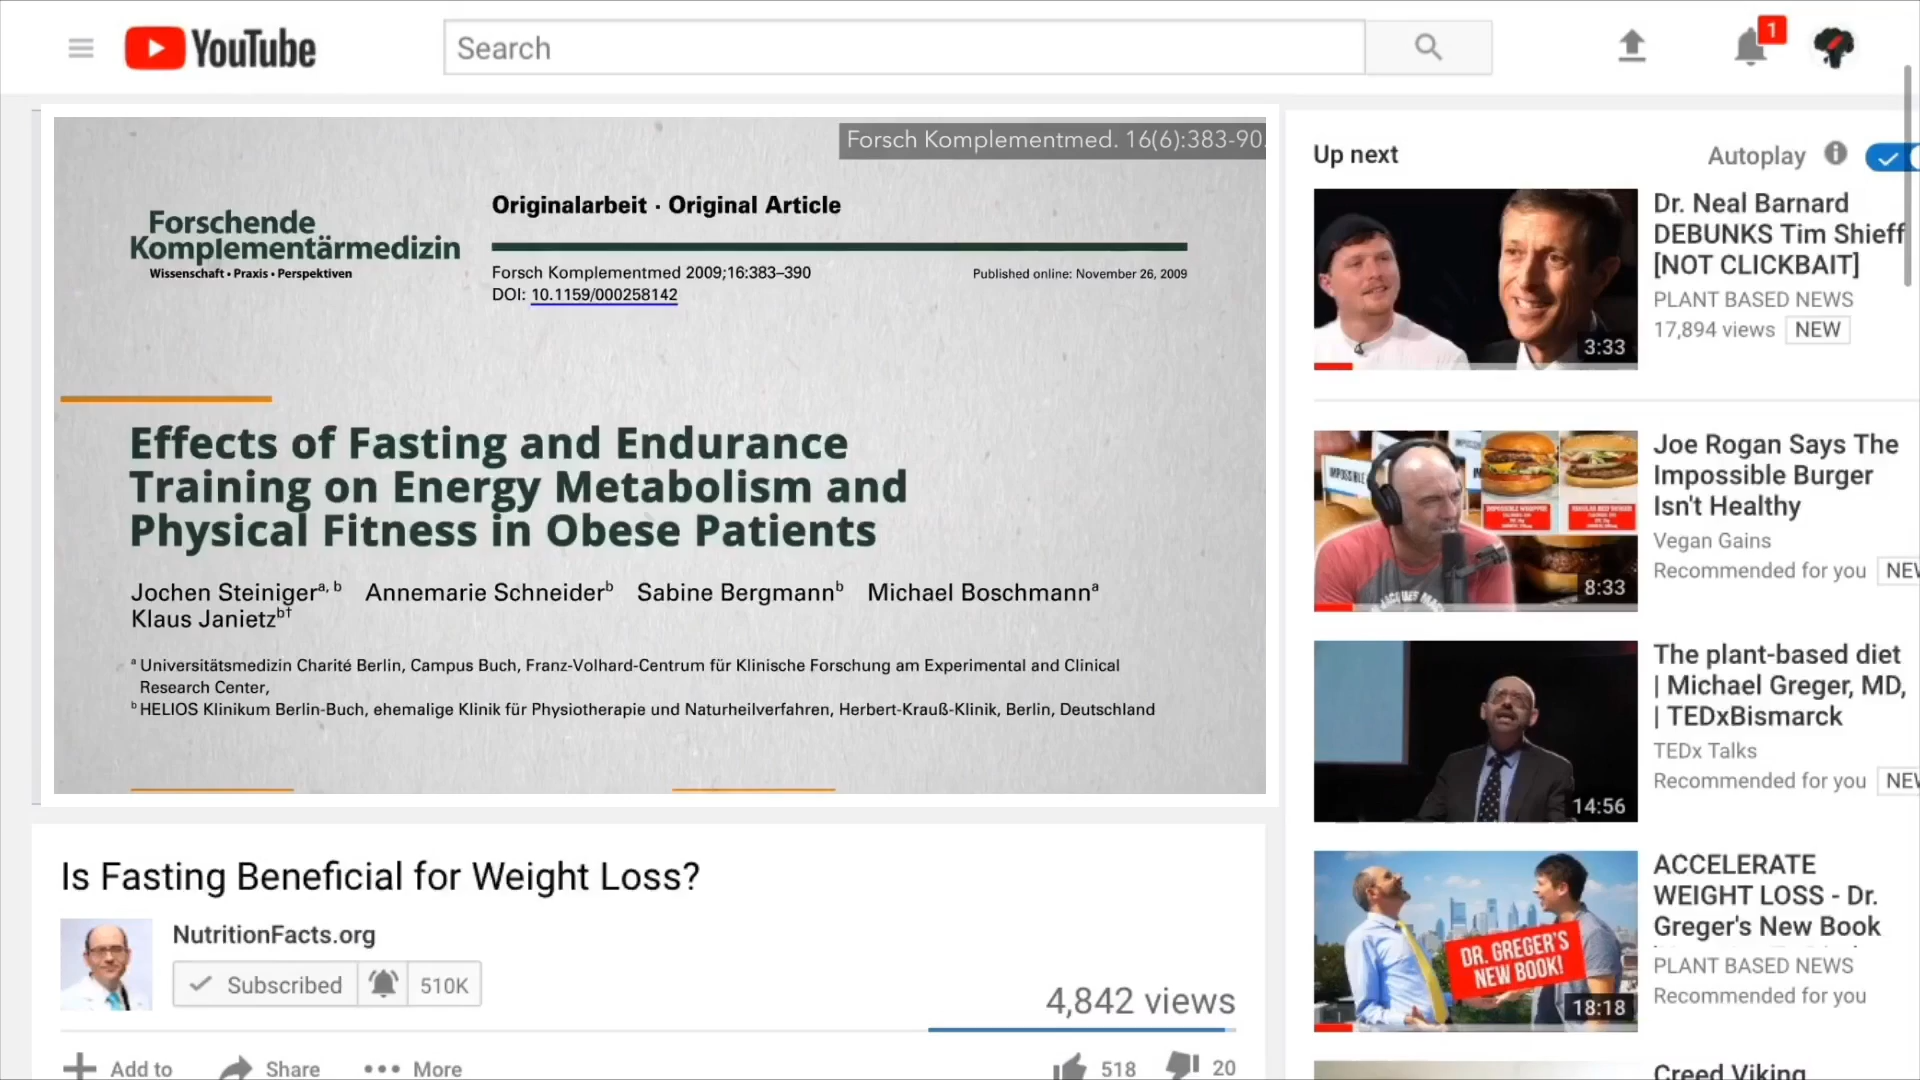 YouTube
Search
1
Forsch Komplementmed. 16(6):383-90.
Forschende
Komplementärmedizin
Wissenschaft • Praxis • Perspektiven
Originalarbeit · Original Article
Forsch Komplementmed 2009;16:383–390
Published online: November 26, 2009
DOI: 10.1159/000258142
Effects of Fasting and Endurance
Training on Energy Metabolism and
Physical Fitness in Obese Patients
Jochen Steiniger a, b Annemarie Schneider b Sabine Bergmann b Michael Boschmann a
Klaus Janietz b†
a Universitätsmedizin Charité Berlin, Campus Buch, Franz-Volhard-Centrum für Klinische Forschung am Experimental and Clinical
Research Center,
b HELIOS Klinikum Berlin-Buch, ehemalige Klinik für Physiotherapie und Naturheilverfahren, Herbert-Krauß-Klinik, Berlin, Deutschland
Is Fasting Beneficial for Weight Loss?
NutritionFacts.org
Subscribed 510K
4,842 views
Add to Share More 518 20
Up next Autoplay
Dr. Neal Barnard
DEBUNKS Tim Shieff
[NOT CLICKBAIT]
PLANT BASED NEWS
17,894 views NEW
3:33
Joe Rogan Says The
Impossible Burger
Isn't Healthy
Vegan Gains
Recommended for you NEW
8:33
The plant-based diet
| Michael Greger, MD,
| TEDxBismarck
TEDx Talks
Recommended for you NEW
14:56
ACCELERATE
WEIGHT LOSS - Dr.
Greger's New Book
PLANT BASED NEWS
Recommended for you
DR. GREGER'S
NEW BOOK!
18:18
Creed Viking